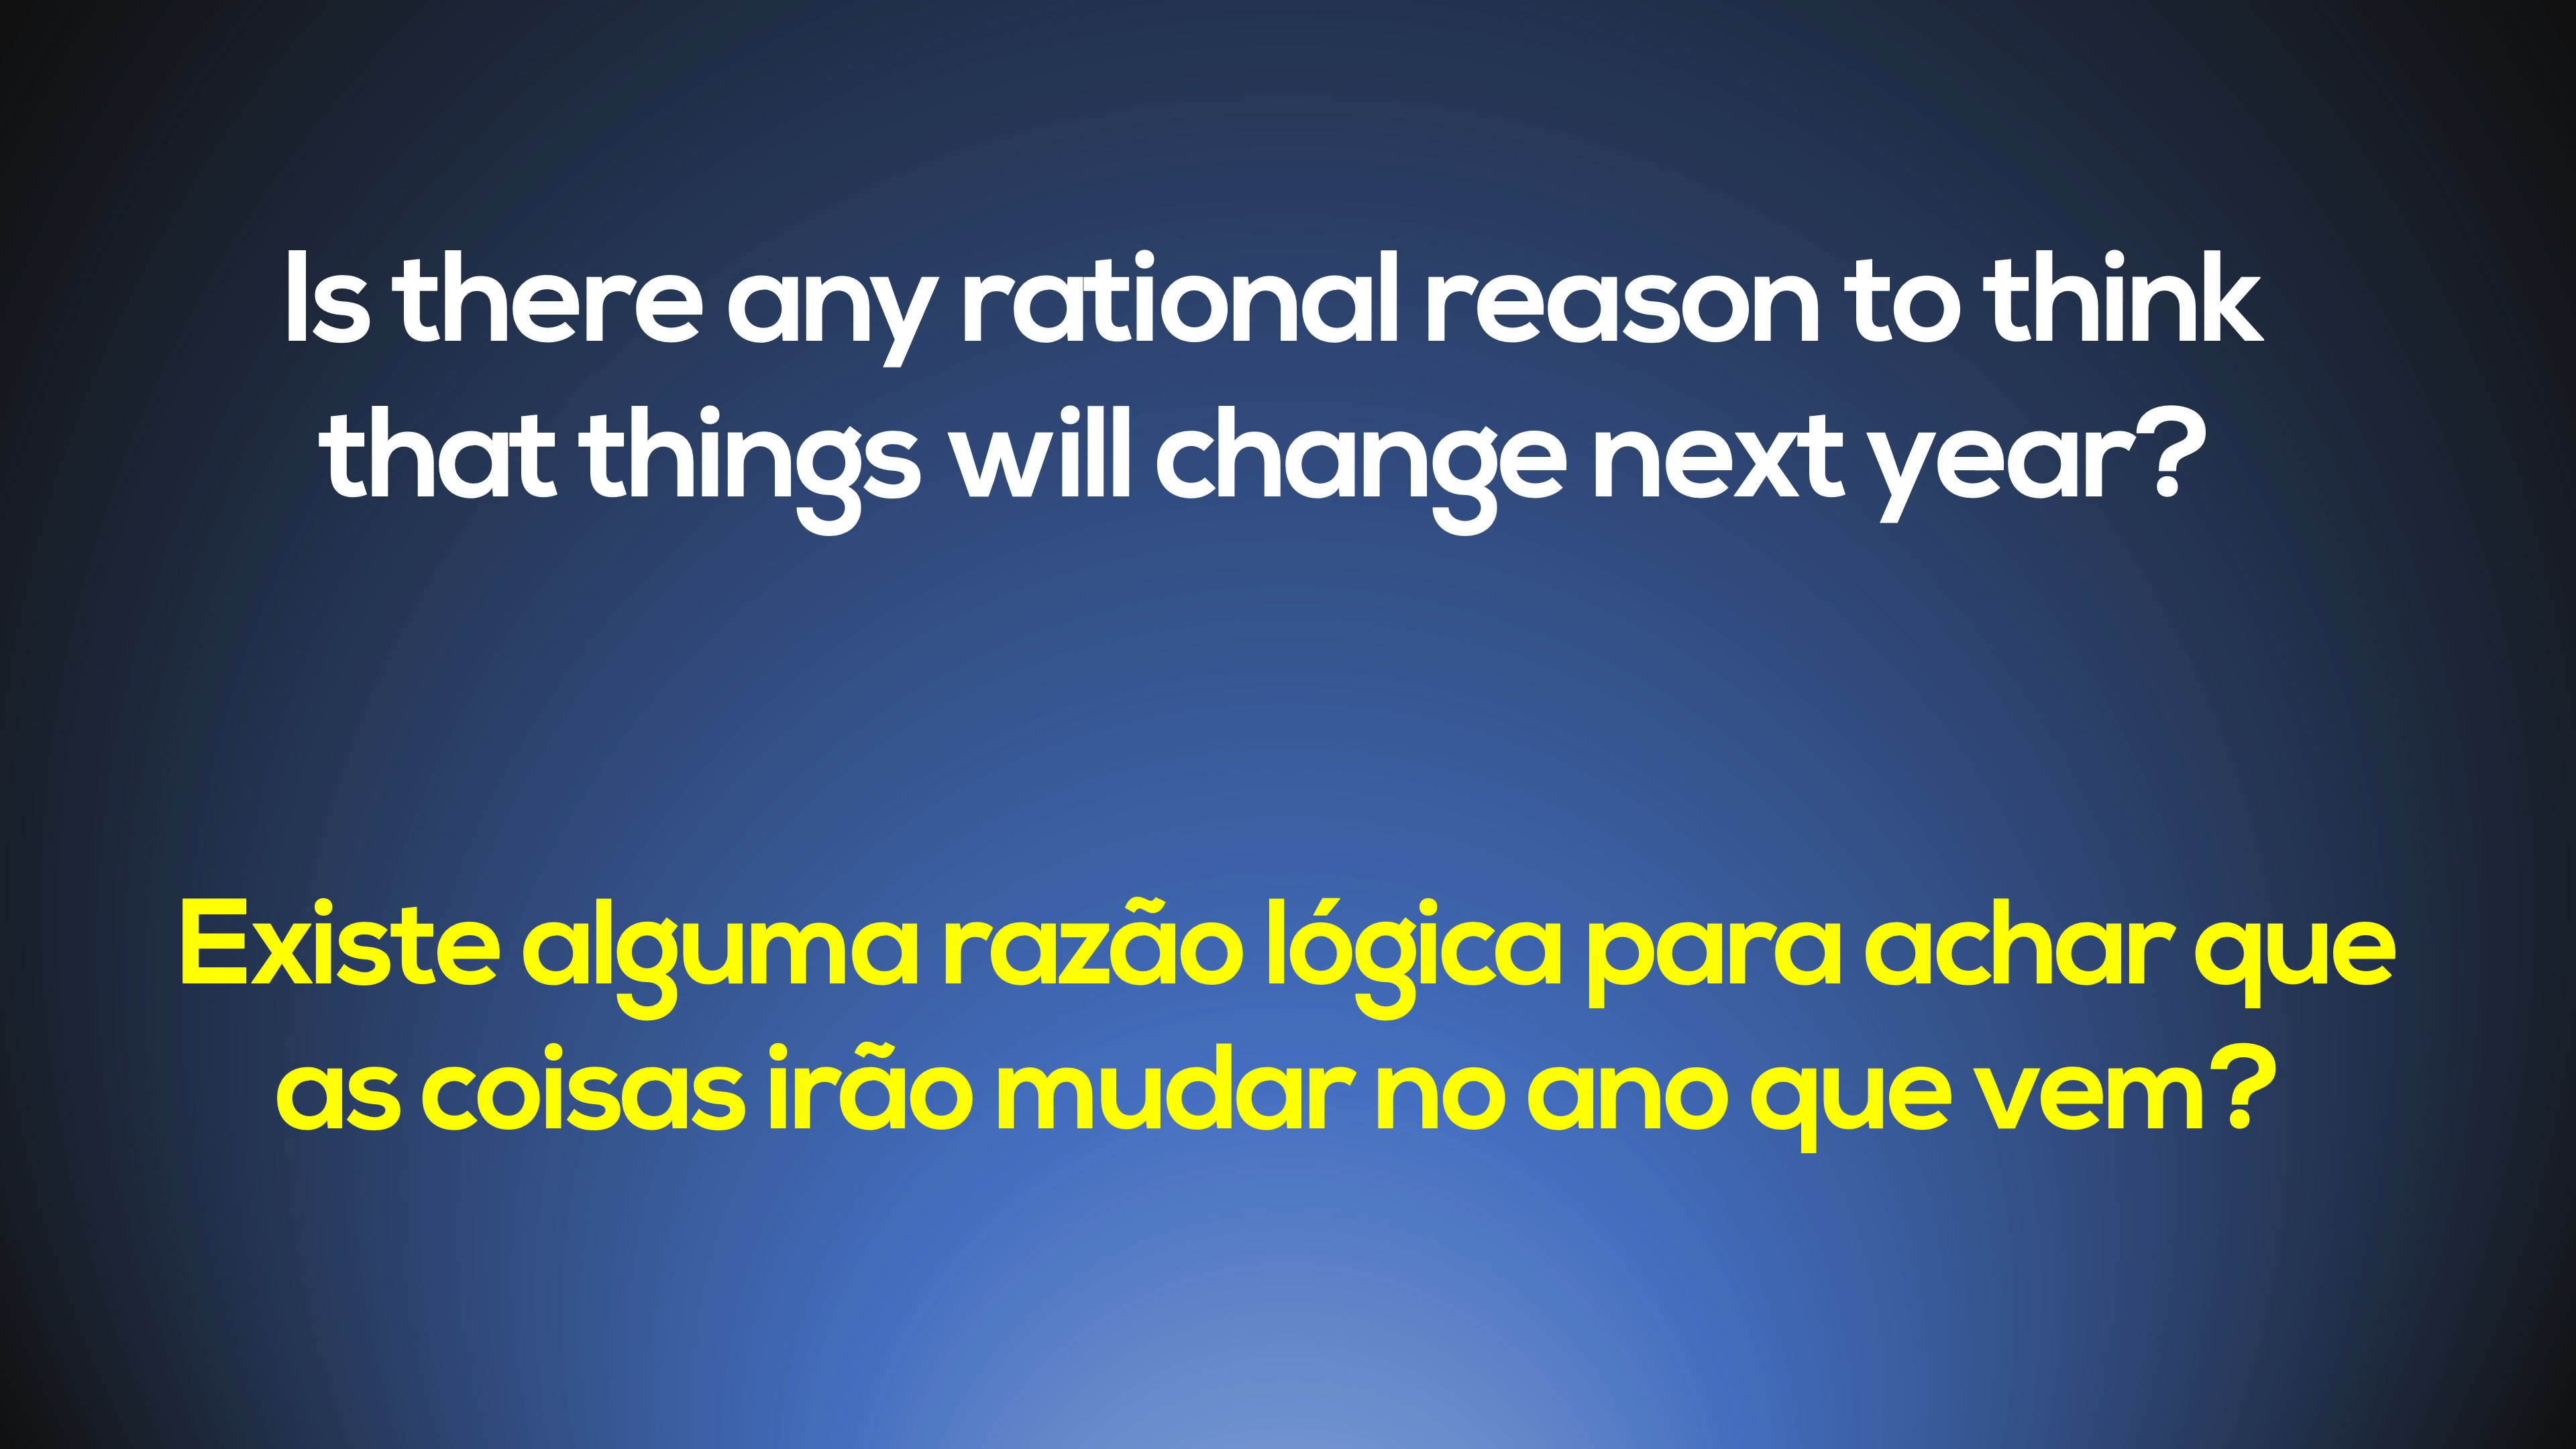 Is there any rational reason to think
that things will change next year?
Existe alguma razão lógica para achar que
as coisas irão mudar no ano que vem?